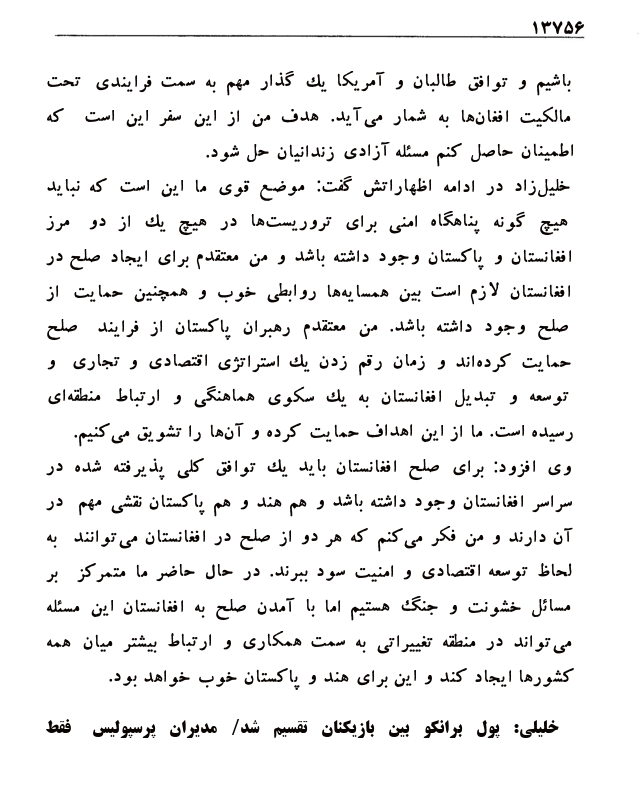 ۱۳۷۵۶
باشیم و توافق طالبان و آمریکا یك گذار مهم به سمت فرایندی تحت
مالکیت افغان‌ها به شمار می‌آید. هدف من از این سفر این است که
اطمینان حاصل کنم مسئله آزادی زندانیان حل شود.
خلیل‌زاد در ادامه اظهاراتش گفت: موضع قوی ما این است که نباید
هیچ گونه پناهگاه امنی برای تروریست‌ها در هیچ یك از دو مرز
افغانستان و پاکستان وجود داشته باشد و من معتقدم برای ایجاد صلح در
افغانستان لازم است بین همسایه‌ها روابطی خوب و همچنین حمایت از
صلح وجود داشته باشد. من معتقدم رهبران پاکستان از فرایند صلح
حمایت کرده‌اند و زمان رقم زدن یك استراتژی اقتصادی و تجاری و
توسعه و تبدیل افغانستان به یك سکوی هماهنگی و ارتباط منطقه‌ای
رسیده است. ما از این اهداف حمایت کرده و آن‌ها را تشویق می‌کنیم.
وی افزود: برای صلح افغانستان باید یك توافق کلی پذیرفته شده در
سراسر افغانستان وجود داشته باشد و هم هند و هم پاکستان نقشی مهم در
آن دارند و من فکر می‌کنم که هر دو از صلح در افغانستان می‌توانند به
لحاظ توسعه اقتصادی و امنیت سود ببرند. در حال حاضر ما متمرکز بر
مسائل خشونت و جنگ هستیم اما با آمدن صلح به افغانستان این مسئله
می‌تواند در منطقه تغییراتی به سمت همکاری و ارتباط بیشتر میان همه
کشورها ایجاد کند و این برای هند و پاکستان خوب خواهد بود.
خلیلی: پول برانکو بین بازیکنان تقسیم شد/ مدیران پرسپولیس فقط